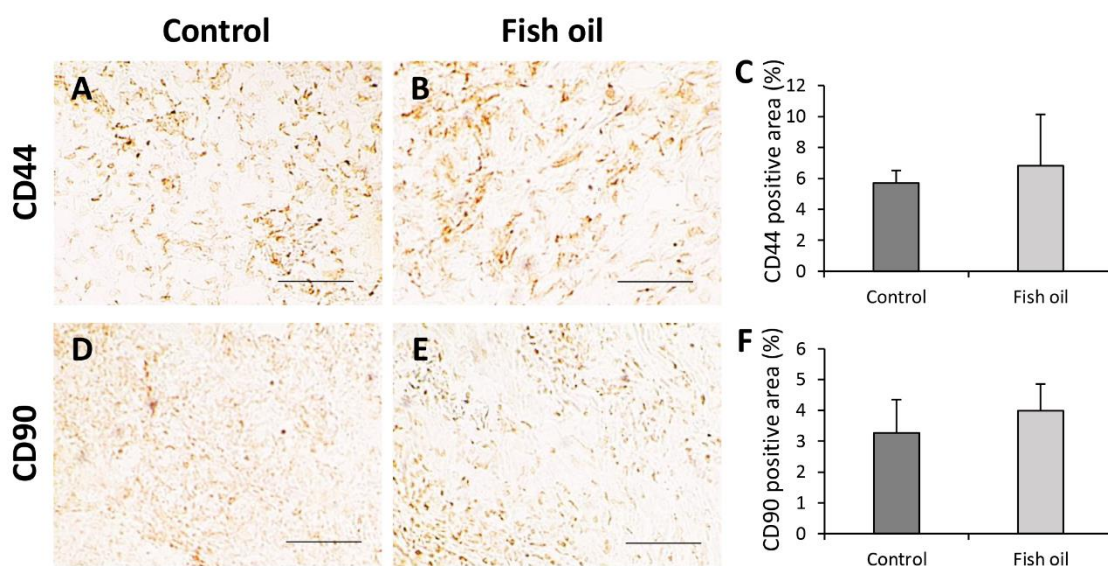 Control
Fish oil
CD44
A
B
C
CD44 positive area (%)
12
10
8
6
4
2
0
Control
Fish oil
CD90
D
E
F
CD90 positive area (%)
6
5
4
3
2
1
0
Control
Fish oil